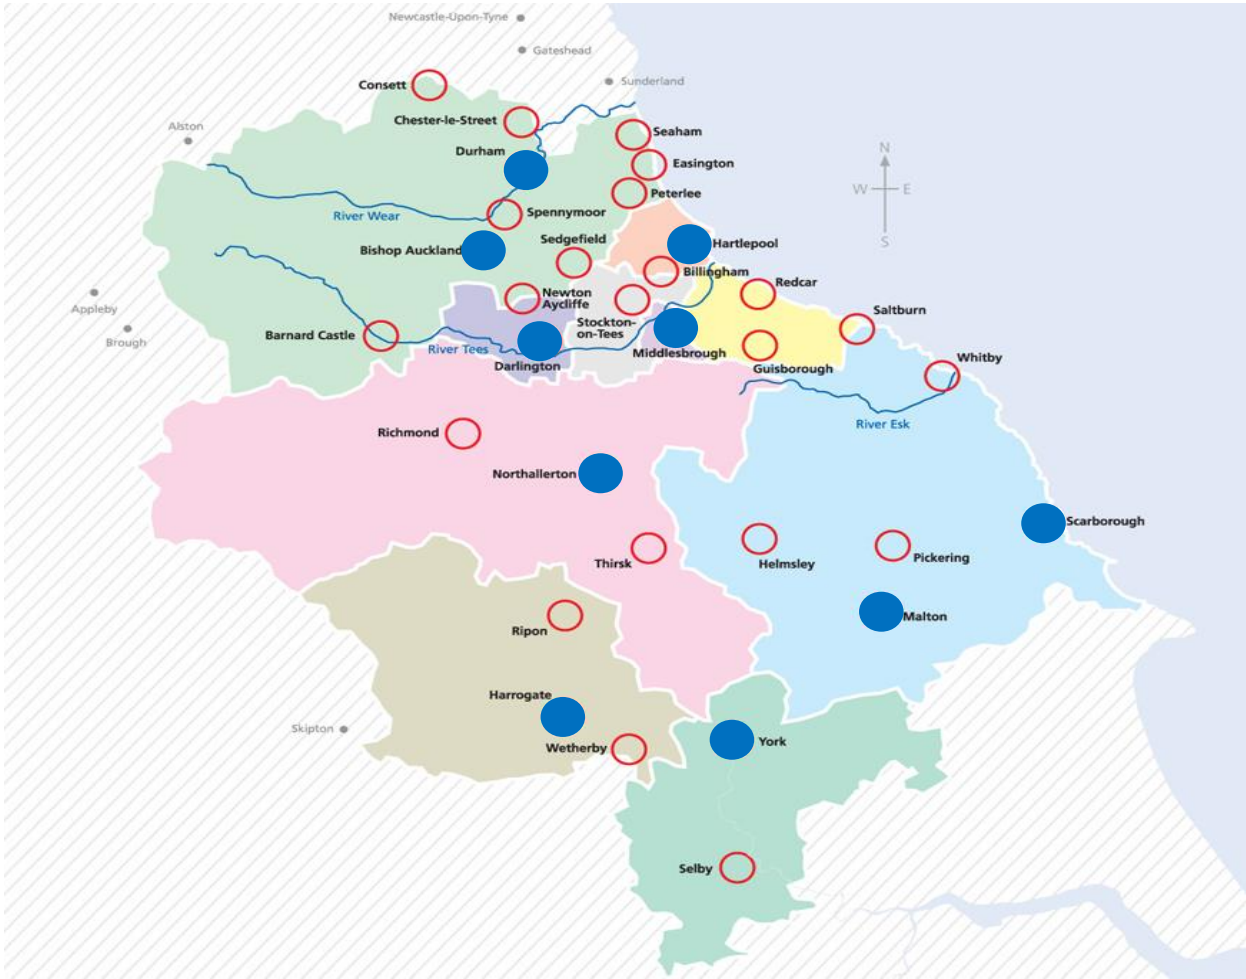 Newcastle-Upon-Tyne
Gateshead
Sunderland
Consett
Chester-le-Street
Alston
Seaham
Durham
Easington
Peterlee
N
W
E
S
River Wear
Spennymoor
Sedgefield
Hartlepool
Bishop Auckland
Billingham
Redcar
Newton
Aycliffe
Appleby
Saltburn
Stockton-
on-Tees
Barnard Castle
Brough
River Tees
Middlesbrough
Whitby
Darlington
Guisborough
River Esk
Richmond
Northallerton
Scarborough
Thirsk
Helmsley
Pickering
Malton
Ripon
Harrogate
Skipton
York
Wetherby
Selby